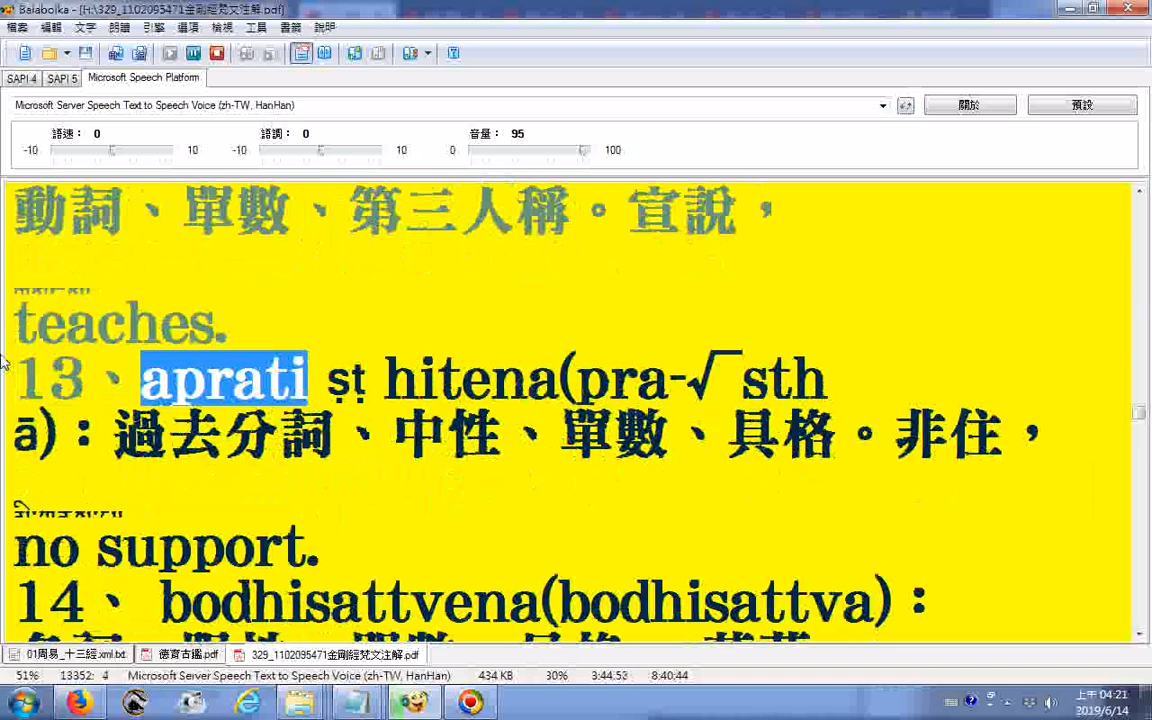 Balabolka - [H:\329_1102095471金剛經梵文注解.pdf]
檔案 編輯 文字 朗讀 引擎 選項 檢視 工具 書籤 說明
SAPI 4 SAPI 5 Microsoft Speech Platform
Microsoft Server Speech Text to Speech Voice (zh-TW, HanHan) 關於 預設
語速： 0 語調： 0 音量： 95
-10 10 -10 10 0 100
動詞、單數、第三人稱。宣說，
teaches.
13、aprati ṣṭ hitena(pra-√sth
ā)：過去分詞、中性、單數、具格。非住，
no support.
14、 bodhisattvena(bodhisattva)：
01周易_十三經.xml.txt 德育古鑑.pdf 329_1102095471金剛經梵文注解.pdf
51% 13352: 4 Microsoft Server Speech Text to Speech Voice (zh-TW, HanHan) 434 KB 30% 3:44:53 8:40:44
上午 04:21
2019/6/14